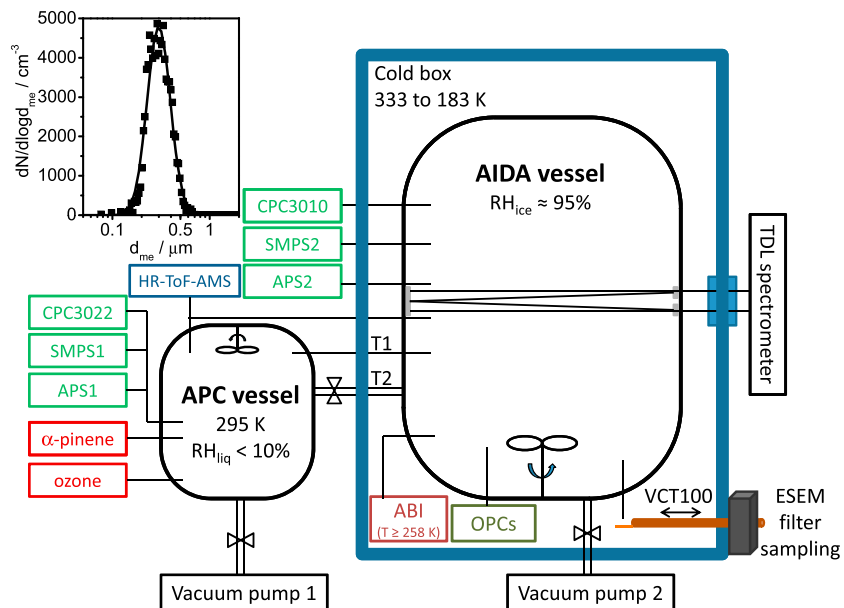 5000
4000
3000
2000
1000
0
dN/dlogd_me / cm^-3
0.1
0.5
1
d_me / μm
Cold box
333 to 183 K
AIDA vessel
RH_ice ≈ 95%
CPC3010
SMPS2
APS2
HR-ToF-AMS
CPC3022
SMPS1
APS1
α-pinene
ozone
APC vessel
295 K
RH_liq < 10%
T1
T2
TDL spectrometer
ABI
(T ≥ 258 K)
OPCs
VCT100
ESEM
filter
sampling
Vacuum pump 1
Vacuum pump 2